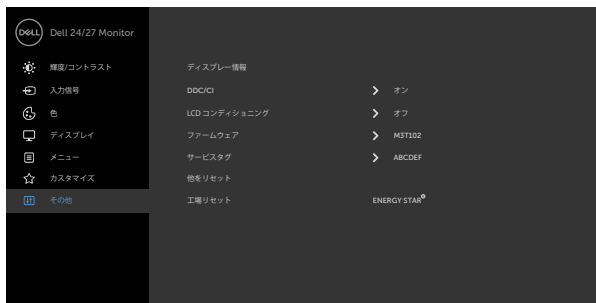 DELL
Dell 24/27 Monitor
輝度/コントラスト
入力信号
色
ディスプレイ
メニュー
カスタマイズ
その他
ディスプレー情報
DDC/CI
オン
LCD コンディショニング
オフ
ファームウェア
M3T102
サービスタグ
ABCDEF
他をリセット
工場リセット
ENERGY STAR®